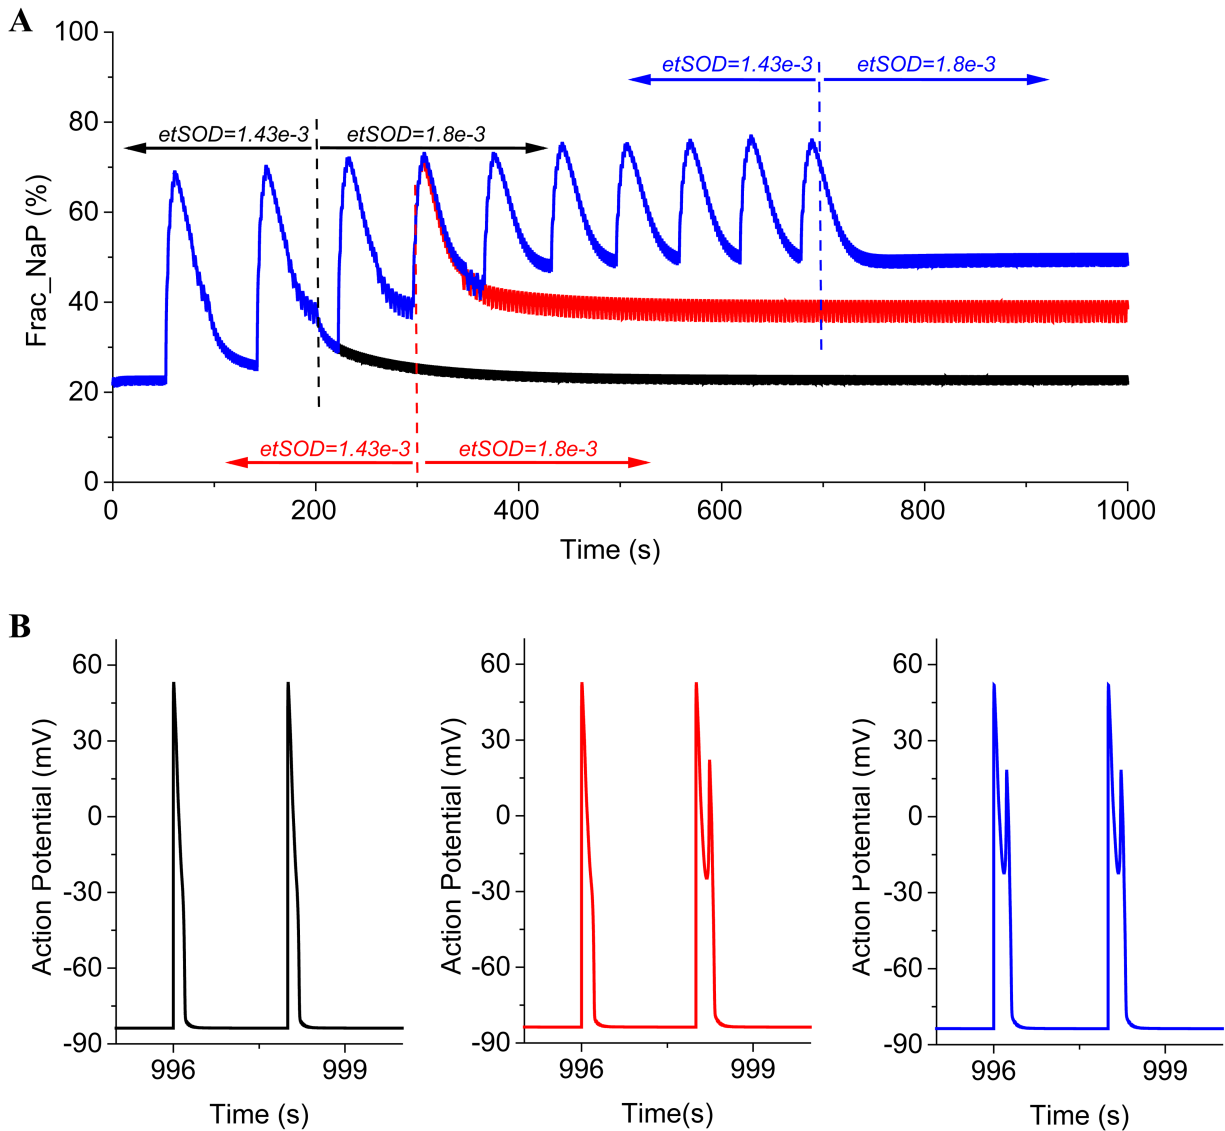 A
100
80
60
40
20
0
Frac_NaP (%)
etSOD=1.43e-3 etSOD=1.8e-3
etSOD=1.43e-3 etSOD=1.8e-3
etSOD=1.43e-3 etSOD=1.8e-3
0 200 400 600 800 1000
Time (s)
B
60
30
0
-30
-60
-90
Action Potential (mV)
996 999
Time (s)
60
30
0
-30
-60
-90
Action Potential (mV)
996 999
Time(s)
60
30
0
-30
-60
-90
Action Potential (mV)
996 999
Time (s)